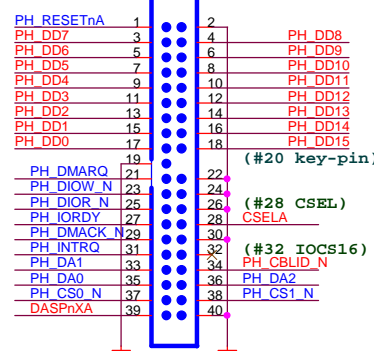 PH_RESETnA 1 2
PH_DD7 3 4 PH_DD8
PH_DD6 5 6 PH_DD9
PH_DD5 7 8 PH_DD10
PH_DD4 9 10 PH_DD11
PH_DD3 11 12 PH_DD12
PH_DD2 13 14 PH_DD13
PH_DD1 15 16 PH_DD14
PH_DD0 17 18 PH_DD15
19 (#20 key-pin)
PH_DMARQ 21 22
PH_DIOW_N 23 24
PH_DIOR_N 25 26 (#28 CSEL)
PH_IORDY 27 28 CSELA
PH_DMACK_N 29 30
PH_INTRQ 31 32 (#32 IOCS16)
PH_DA1 33 34 PH_CBLID_N
PH_DA0 35 36 PH_DA2
PH_CS0_N 37 38 PH_CS1_N
DASPnXA 39 40